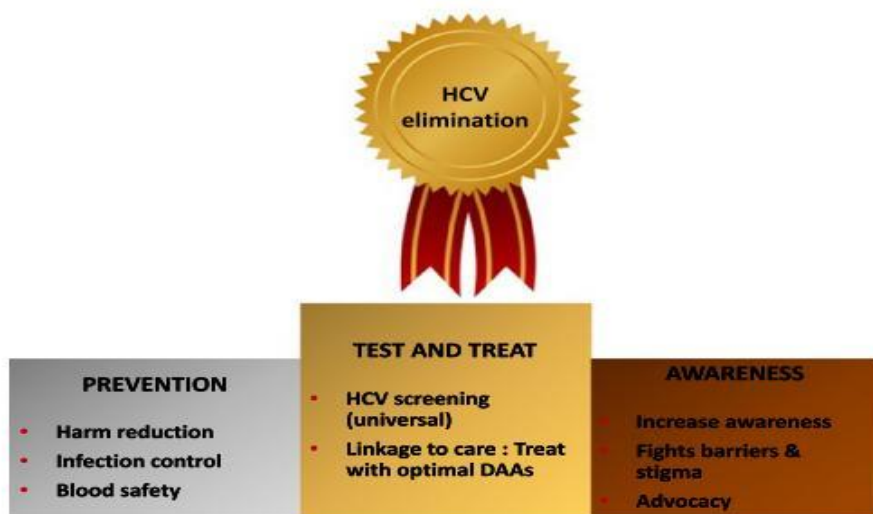 HCV
elimination
TEST AND TREAT
• HCV screening
(universal)
• Linkage to care : Treat
with optimal DAAs
PREVENTION
• Harm reduction
• Infection control
• Blood safety
AWARENESS
• Increase awareness
• Fights barriers &
stigma
• Advocacy